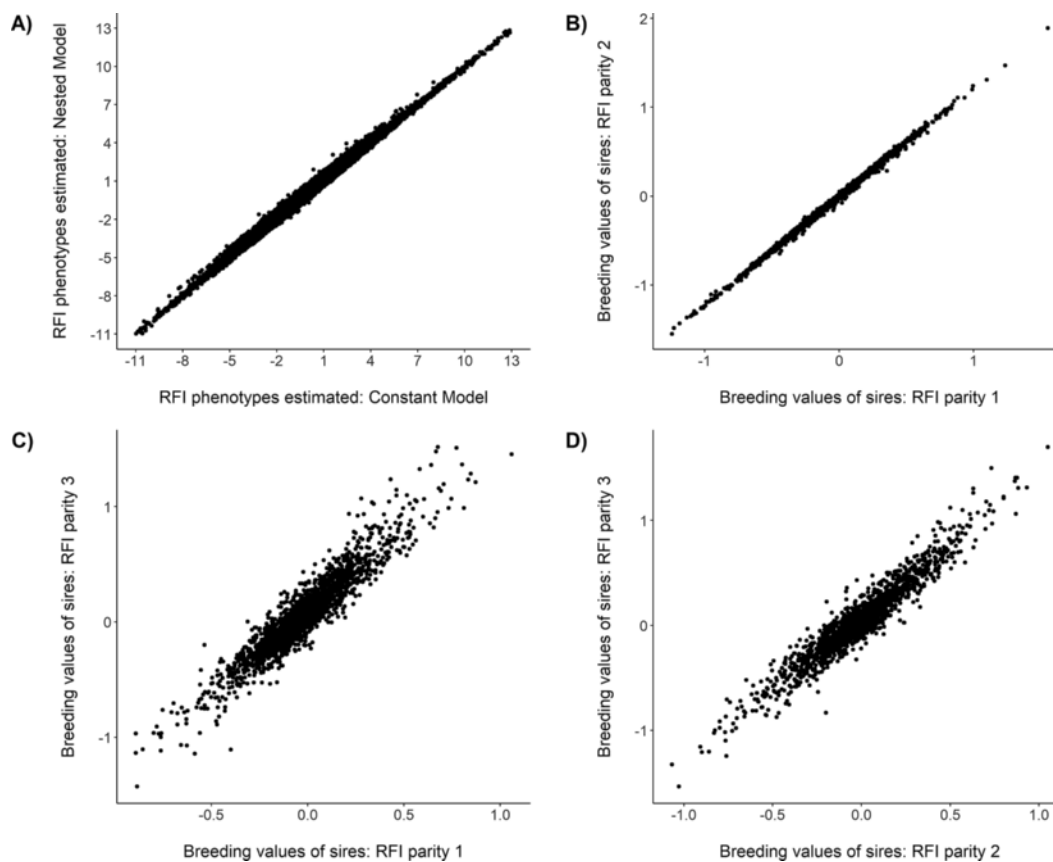 A)
RFI phenotypes estimated: Nested Model
13
10
7
4
1
-2
-5
-8
-11
-11 -8 -5 -2 1 4 7 10 13
RFI phenotypes estimated: Constant Model
B)
Breeding values of sires: RFI parity 2
2
1
0
-1
-1 0 1
Breeding values of sires: RFI parity 1
C)
Breeding values of sires: RFI parity 3
1
0
-1
-0.5 0.0 0.5 1.0
Breeding values of sires: RFI parity 1
D)
Breeding values of sires: RFI parity 3
1
0
-1
-1.0 -0.5 0.0 0.5 1.0
Breeding values of sires: RFI parity 2